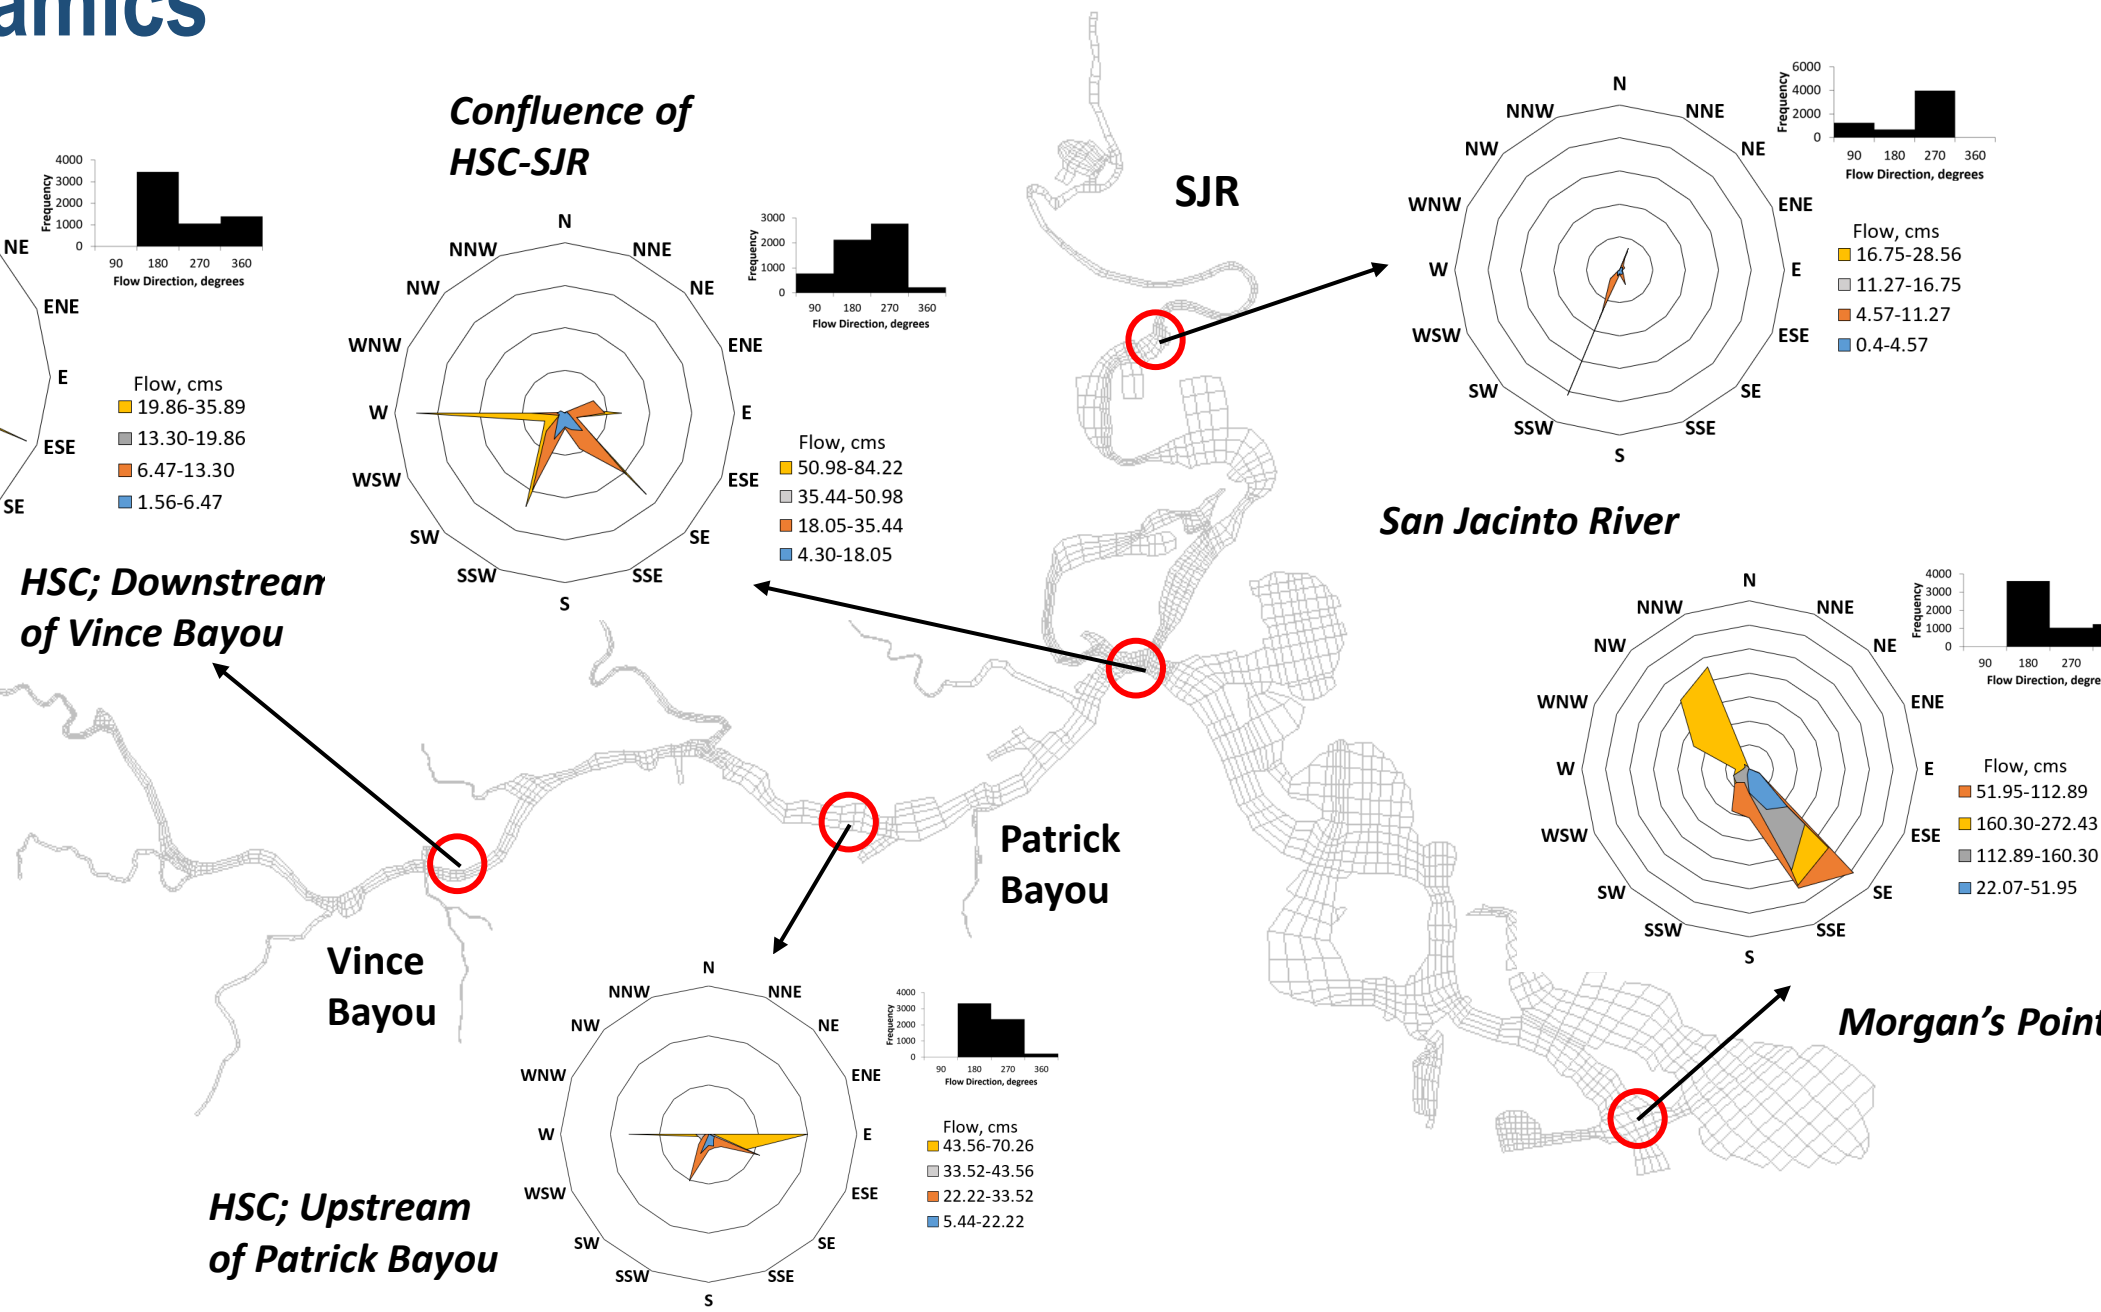 amics
Confluence of
HSC-SJR
SJR
San Jacinto River
HSC; Downstream
of Vince Bayou
Vince
Bayou
Patrick
Bayou
HSC; Upstream
of Patrick Bayou
Morgan's Point
4000
3000
2000
1000
0
Frequency
90 180 270 360
Flow Direction, degrees
NE
ENE
E
ESE
SE
Flow, cms
19.86-35.89
13.30-19.86
6.47-13.30
1.56-6.47
N
NNE
NE
ENE
E
ESE
SE
SSE
S
SSW
SW
WSW
W
WNW
NW
NNW
3000
2000
1000
0
Frequency
90 180 270 360
Flow Direction, degrees
Flow, cms
50.98-84.22
35.44-50.98
18.05-35.44
4.30-18.05
N
NNE
NE
ENE
E
ESE
SE
SSE
S
SSW
SW
WSW
W
WNW
NW
NNW
6000
4000
2000
0
Frequency
90 180 270 360
Flow Direction, degrees
Flow, cms
16.75-28.56
11.27-16.75
4.57-11.27
0.4-4.57
N
NNE
NE
ENE
E
ESE
SE
SSE
S
SSW
SW
WSW
W
WNW
NW
NNW
4000
3000
2000
1000
0
Frequency
90 180 270
Flow Direction, degre
Flow, cms
51.95-112.89
160.30-272.43
112.89-160.30
22.07-51.95
N
NNE
NE
ENE
E
ESE
SE
SSE
S
SSW
SW
WSW
W
WNW
NW
NNW
4000
3000
2000
1000
0
Frequency
90 180 270 360
Flow Direction, degrees
Flow, cms
43.56-70.26
33.52-43.56
22.22-33.52
5.44-22.22